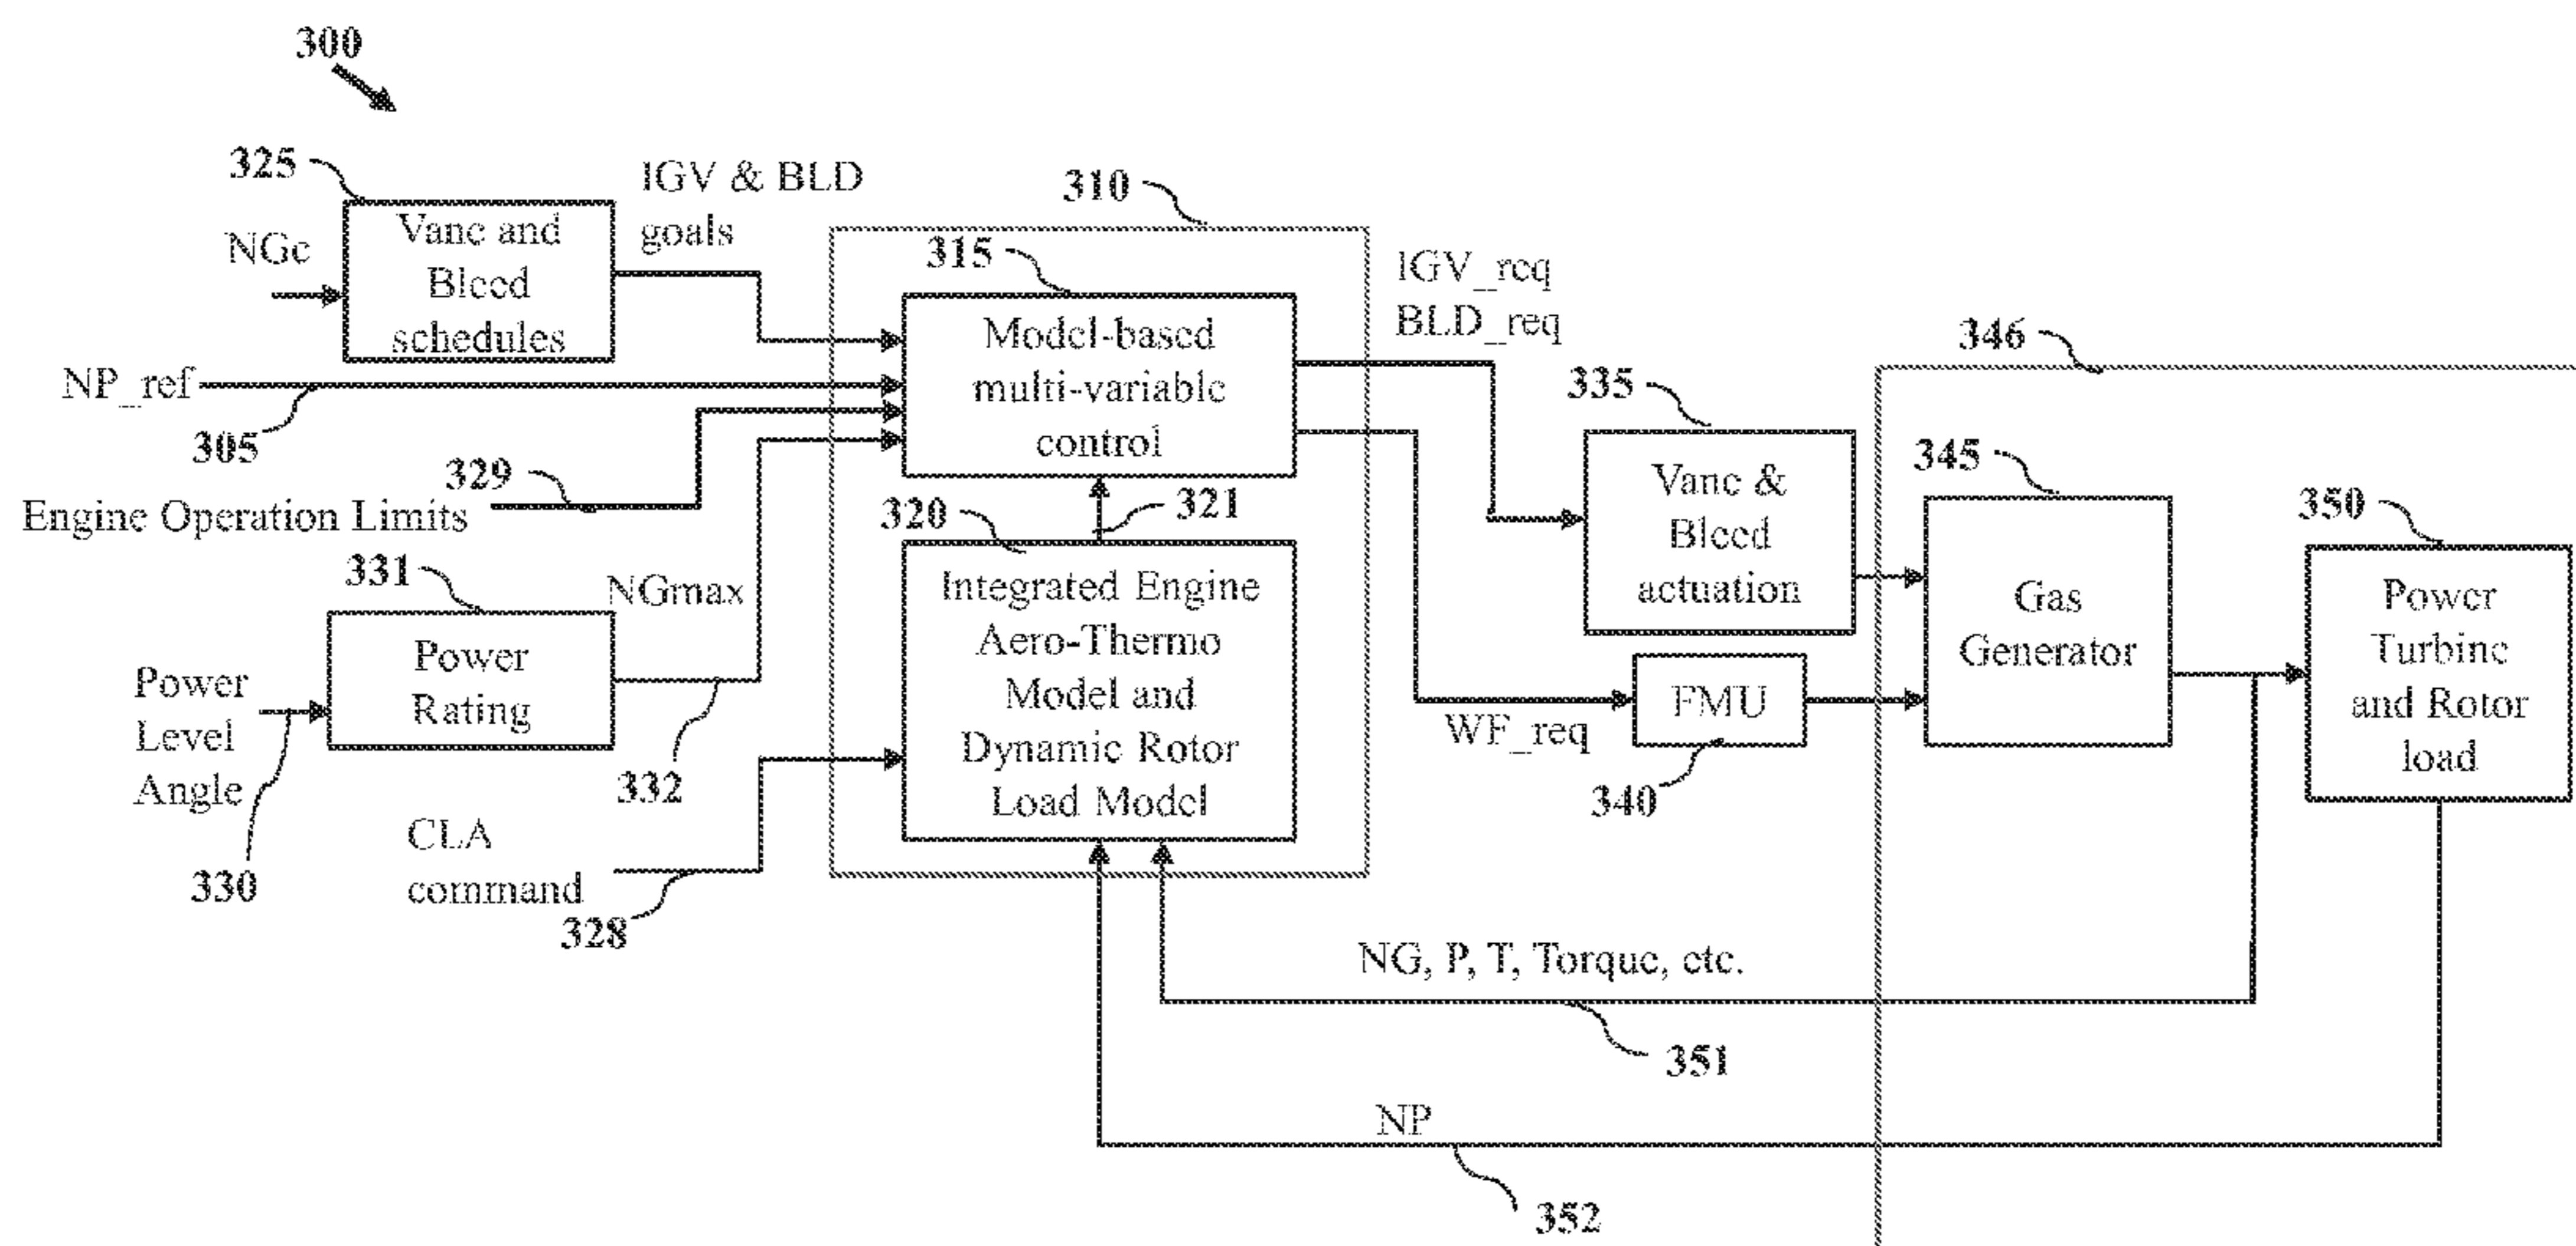 300
325
IGV & BLD
goals
NGc
Vane and
Bleed
schedules
310
315
Model-based
multi-variable
control
IGV_req
BLD_req
NP_ref
305
329
Engine Operation Limits
346
335
Vane &
Bleed
actuation
345
Gas
Generator
350
Power
Turbine
and Rotor
load
331
Power
Rating
NGmax
332
Power
Level
Angle
330
320
321
Integrated Engine
Aero-Thermo
Model and
Dynamic Rotor
Load Model
WF_req
FMU
340
CLA
command
328
NG, P, T, Torque, etc.
351
NP
352